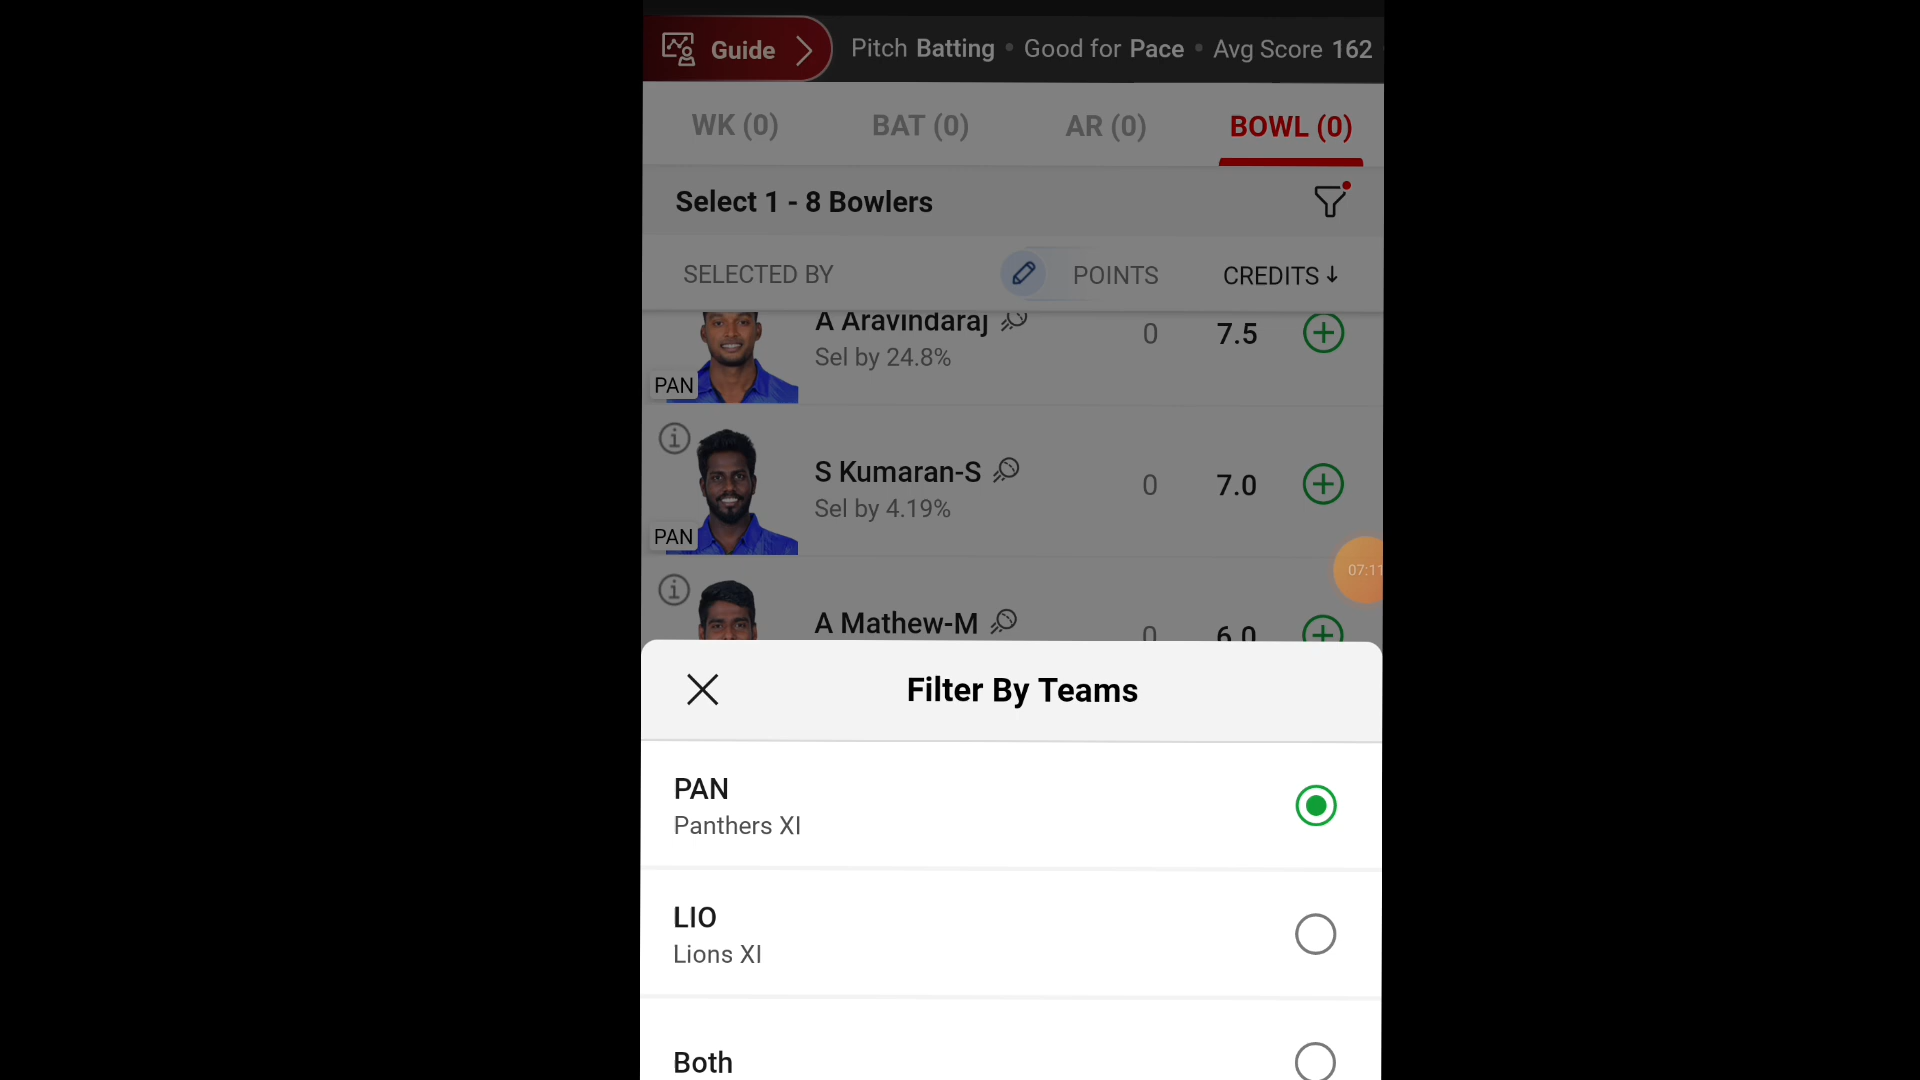 Guide
Pitch Batting • Good for Pace • Avg Score 162
WK (0)
BAT (0)
AR (0)
BOWL (0)
Select 1 - 8 Bowlers
SELECTED BY
POINTS
CREDITS ↓
A Aravindaraj
Sel by 24.8%
0
7.5
PAN
S Kumaran-S
Sel by 4.19%
0
7.0
PAN
A Mathew-M
0
6.0
07:11
Filter By Teams
PAN
Panthers XI
LIO
Lions XI
Both